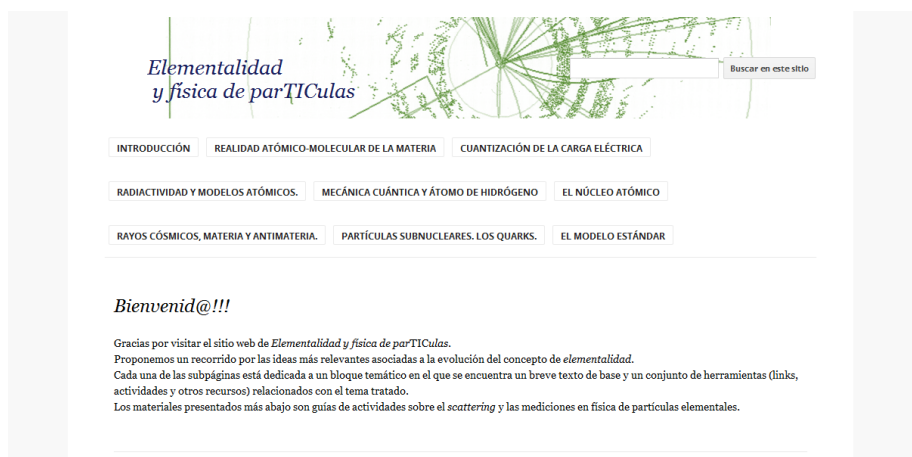 Elementalidad
y física de parTICulas
Buscar en este sitio
INTRODUCCIÓN REALIDAD ATÓMICO-MOLECULAR DE LA MATERIA CUANTIZACIÓN DE LA CARGA ELÉCTRICA
RADIACTIVIDAD Y MODELOS ATÓMICOS. MECÁNICA CUÁNTICA Y ÁTOMO DE HIDRÓGENO EL NÚCLEO ATÓMICO
RAYOS CÓSMICOS, MATERIA Y ANTIMATERIA. PARTÍCULAS SUBNUCLEARES. LOS QUARKS. EL MODELO ESTÁNDAR
Bienvenid@!!!
Gracias por visitar el sitio web de Elementalidad y física de parTICulas.
Proponemos un recorrido por las ideas más relevantes asociadas a la evolución del concepto de elementalidad.
Cada una de las subpáginas está dedicada a un bloque temático en el que se encuentra un breve texto de base y un conjunto de herramientas (links,
actividades y otros recursos) relacionados con el tema tratado.
Los materiales presentados más abajo son guías de actividades sobre el scattering y las mediciones en física de partículas elementales.